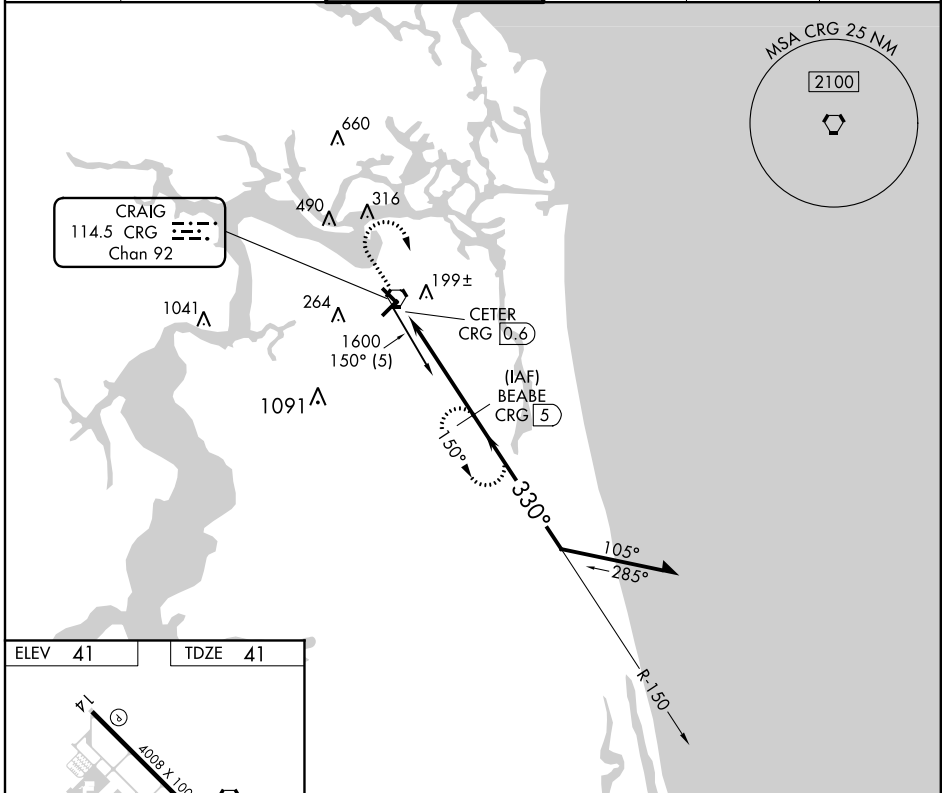 MSA CRG 25 NM
2100
660
490
316
CRAIG
114.5 CRG
Chan 92
199±
1041
264
CETER
CRG 0.6
1600
150° (5)
(IAF)
BEABE
CRG 5
1091
150°
330°
105°
285°
R-150
ELEV 41
TDZE 41
14
P
4008 X 100